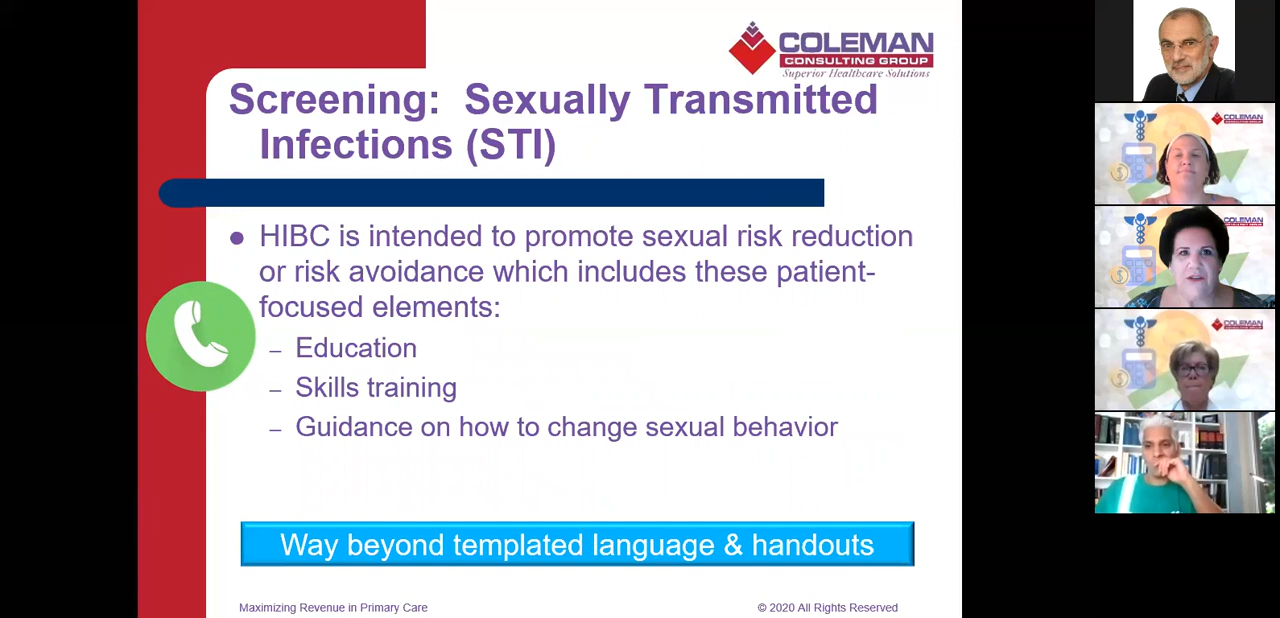 COLEMAN
CONSULTING GROUP
Superior Healthcare Solutions
Screening:  Sexually Transmitted
Infections (STI)
● HIBC is intended to promote sexual risk reduction
or risk avoidance which includes these patient-
focused elements:
– Education
– Skills training
– Guidance on how to change sexual behavior
Way beyond templated language & handouts
Maximizing Revenue in Primary Care
© 2020 All Rights Reserved
COLEMAN
COLEMAN